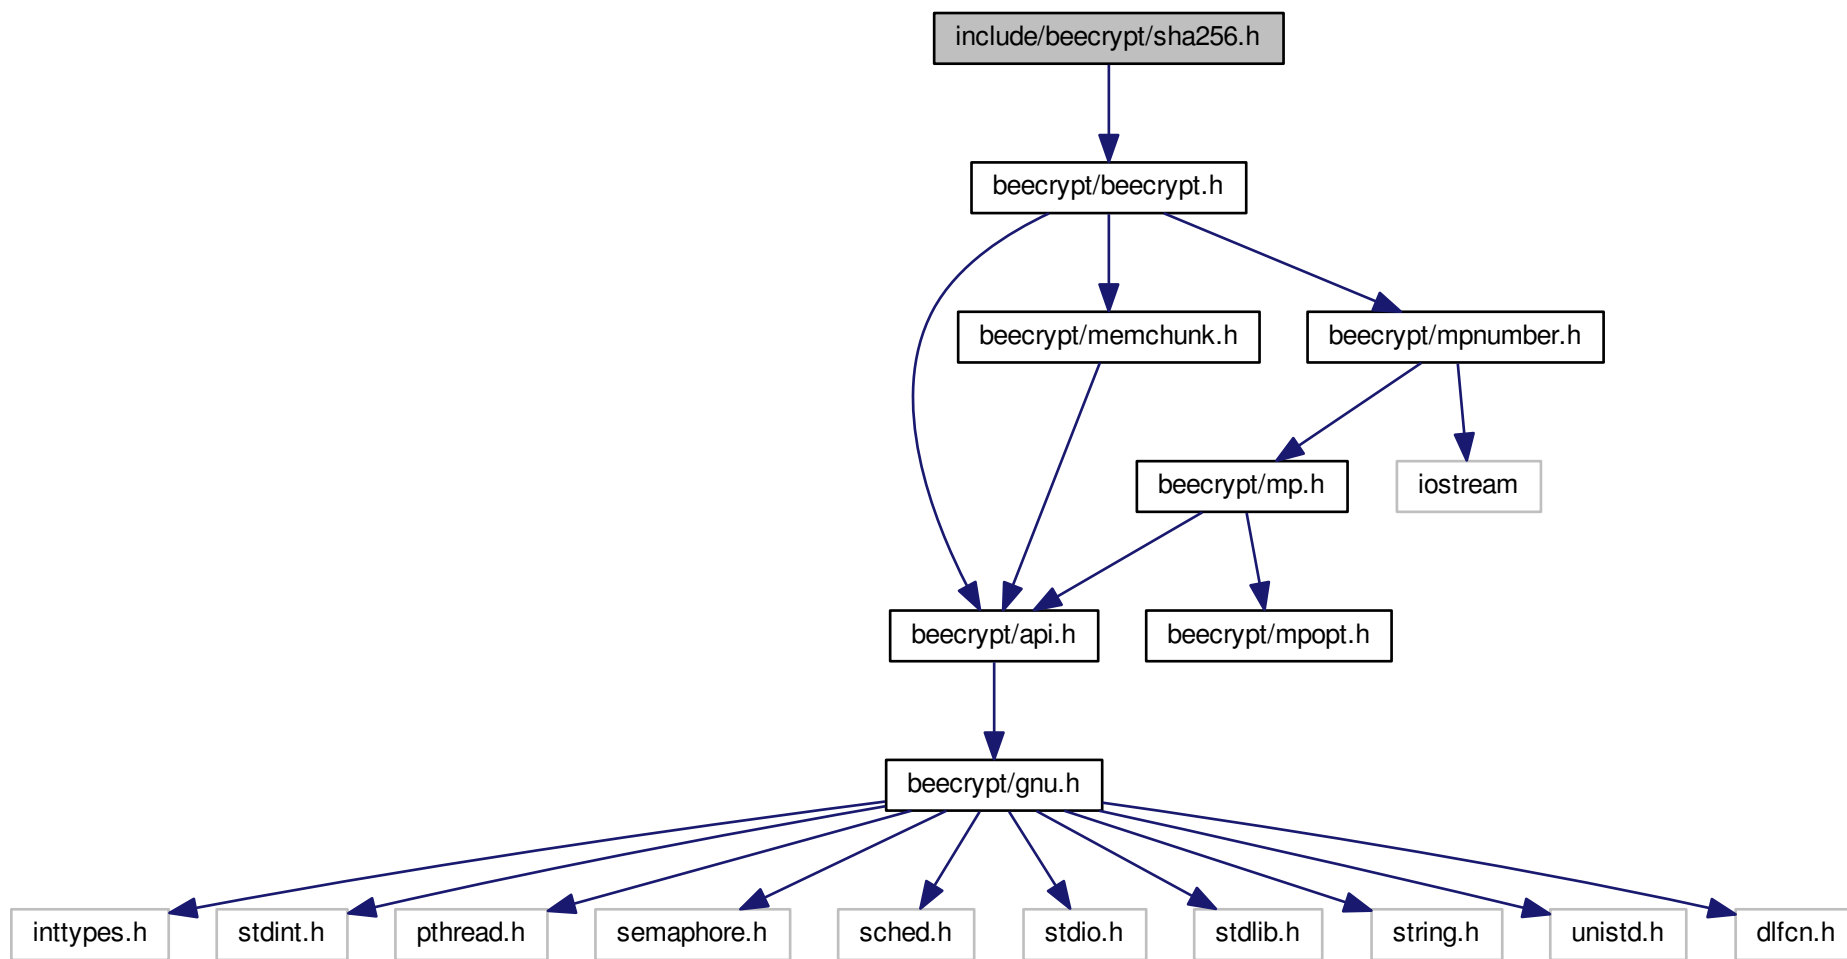 include/beecrypt/sha256.h
beecrypt/beecrypt.h
beecrypt/memchunk.h
beecrypt/mpnumber.h
beecrypt/mp.h
iostream
beecrypt/api.h
beecrypt/mpopt.h
beecrypt/gnu.h
inttypes.h
stdint.h
pthread.h
semaphore.h
sched.h
stdio.h
stdlib.h
string.h
unistd.h
dlfcn.h